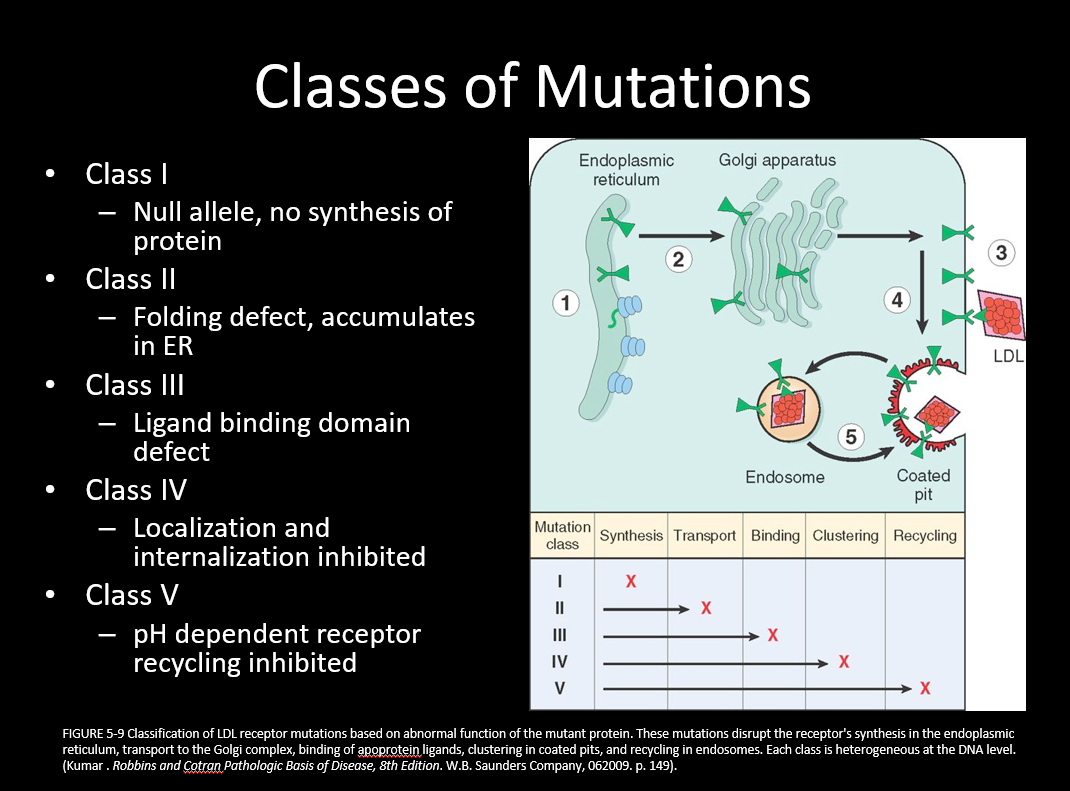 Classes of Mutations
• Class I
– Null allele, no synthesis of
protein
• Class II
– Folding defect, accumulates
in ER
• Class III
– Ligand binding domain
defect
• Class IV
– Localization and
internalization inhibited
• Class V
– pH dependent receptor
recycling inhibited
Endoplasmic
reticulum
Golgi apparatus
1
2
3
4
LDL
5
Endosome
Coated
pit
Mutation
class
Synthesis
Transport
Binding
Clustering
Recycling
I X
II X
III X
IV X
V X
FIGURE 5-9 Classification of LDL receptor mutations based on abnormal function of the mutant protein. These mutations disrupt the receptor's synthesis in the endoplasmic
reticulum, transport to the Golgi complex, binding of apoprotein ligands, clustering in coated pits, and recycling in endosomes. Each class is heterogeneous at the DNA level.
(Kumar . Robbins and Cotran Pathologic Basis of Disease, 8th Edition. W.B. Saunders Company, 062009. p. 149).